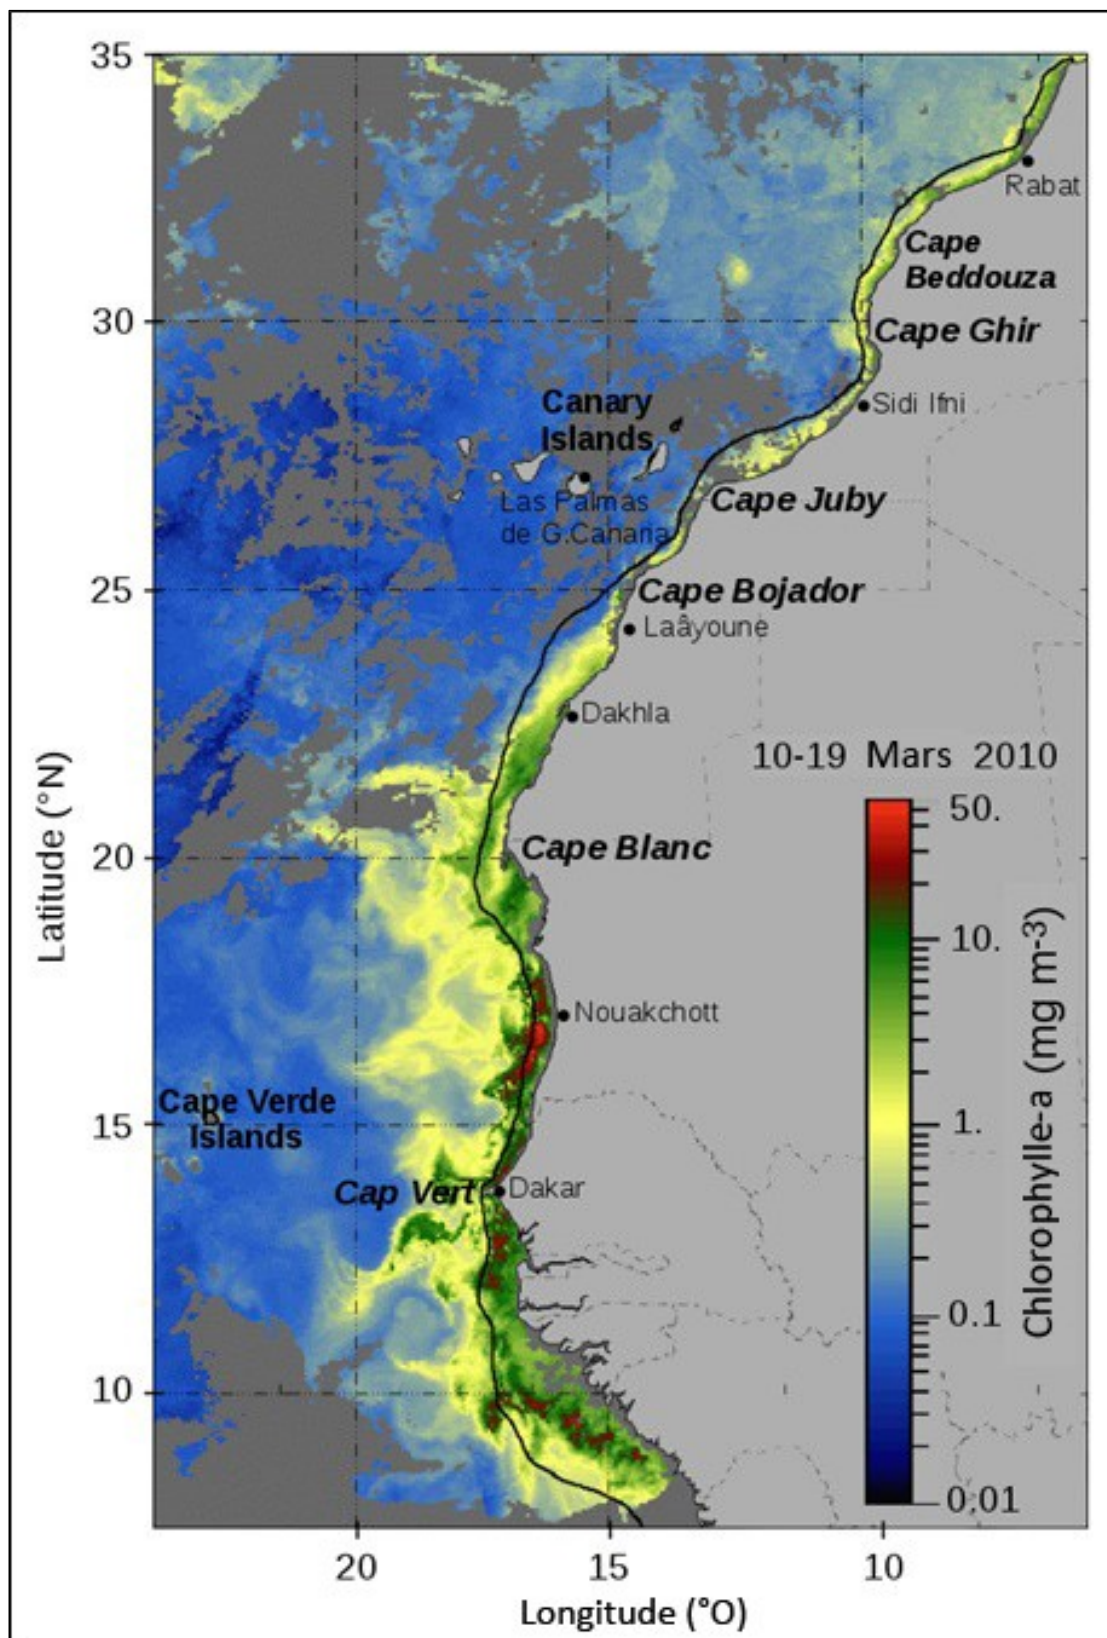 35
Rabat
Cape
Beddouza
30
Cape Ghir
Sidi Ifni
Canary
Islands
Las Palmas
de G.Canaria
Cape Juby
25
Cape Bojador
Laâyoune
Dakhla
10-19 Mars 2010
50.
10.
1.
0.1
0.01
Chlorophylle-a (mg m-3)
Latitude (°N)
20
Cape Blanc
Nouakchott
15
Cape Verde
Islands
Cap Vert
Dakar
10
20
15
10
Longitude (°O)